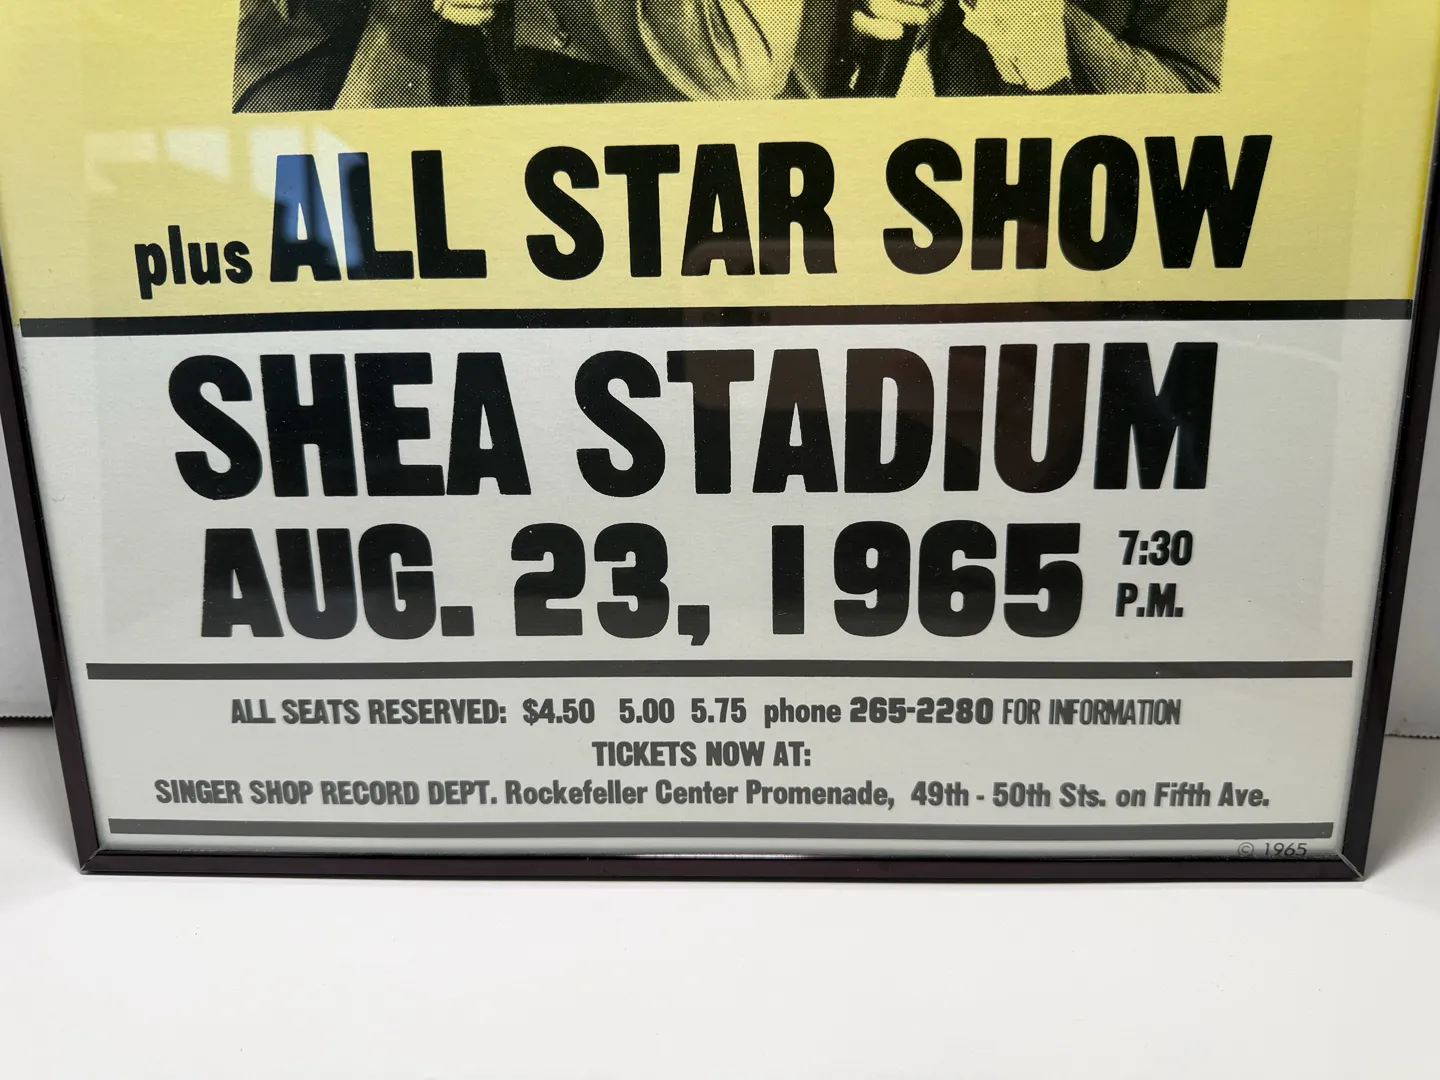 plus ALL STAR SHOW
SHEA STADIUM
AUG. 23, 1965 7:30 P.M.
ALL SEATS RESERVED: $4.50 5.00 5.75 phone 265-2280 FOR INFORMATION
TICKETS NOW AT:
SINGER SHOP RECORD DEPT. Rockefeller Center Promenade, 49th - 50th Sts. on Fifth Ave.
© 1965